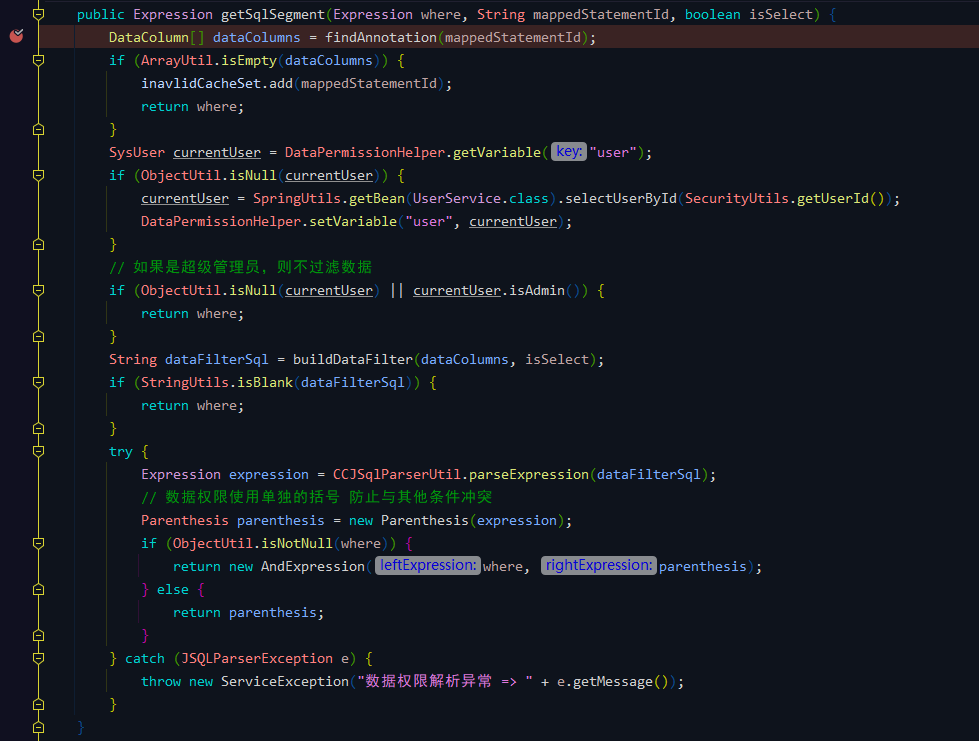 public Expression getSqlSegment(Expression where, String mappedStatementId, boolean isSelect) {
DataColumn[] dataColumns = findAnnotation(mappedStatementId);
if (ArrayUtil.isEmpty(dataColumns)) {
inavlidCacheSet.add(mappedStatementId);
return where;
}
SysUser currentUser = DataPermissionHelper.getVariable( key: "user");
if (ObjectUtil.isNull(currentUser)) {
currentUser = SpringUtils.getBean(UserService.class).selectUserById(SecurityUtils.getUserId());
DataPermissionHelper.setVariable("user", currentUser);
}
// 如果是超级管理员，则不过滤数据
if (ObjectUtil.isNull(currentUser) || currentUser.isAdmin()) {
return where;
}
String dataFilterSql = buildDataFilter(dataColumns, isSelect);
if (StringUtils.isBlank(dataFilterSql)) {
return where;
}
try {
Expression expression = CCJSqlParserUtil.parseExpression(dataFilterSql);
// 数据权限使用单独的括号 防止与其他条件冲突
Parenthesis parenthesis = new Parenthesis(expression);
if (ObjectUtil.isNotNull(where)) {
return new AndExpression( leftExpression: where, rightExpression: parenthesis);
} else {
return parenthesis;
}
} catch (JSQLParserException e) {
throw new ServiceException("数据权限解析异常 => " + e.getMessage());
}
}